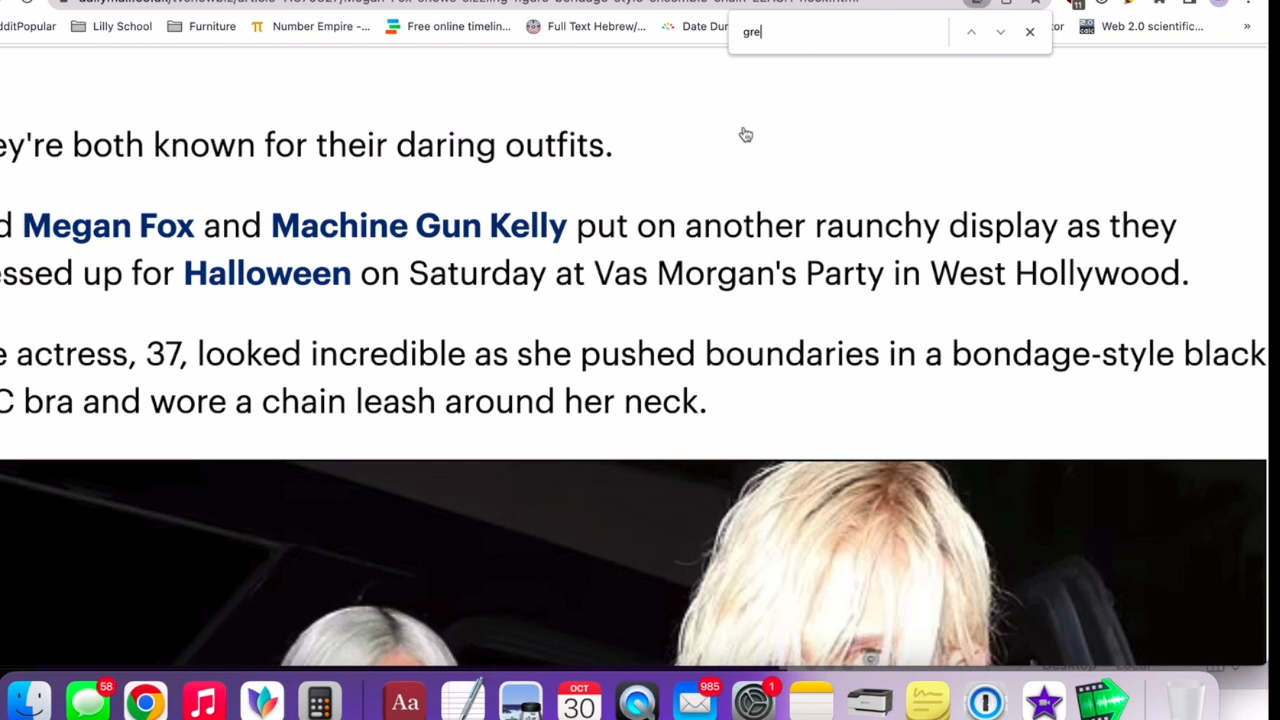 dditPopular
Lilly School
Furniture
Number Empire -...
Free online timelin...
Full Text Hebrew/...
Date Dur
tor
Web 2.0 scientific...
»
gre
11
ey're both known for their daring outfits.
d Megan Fox and Machine Gun Kelly put on another raunchy display as they
essed up for Halloween on Saturday at Vas Morgan's Party in West Hollywood.
e actress, 37, looked incredible as she pushed boundaries in a bondage-style black
C bra and wore a chain leash around her neck.
58
Aa
OCT
30
985
1